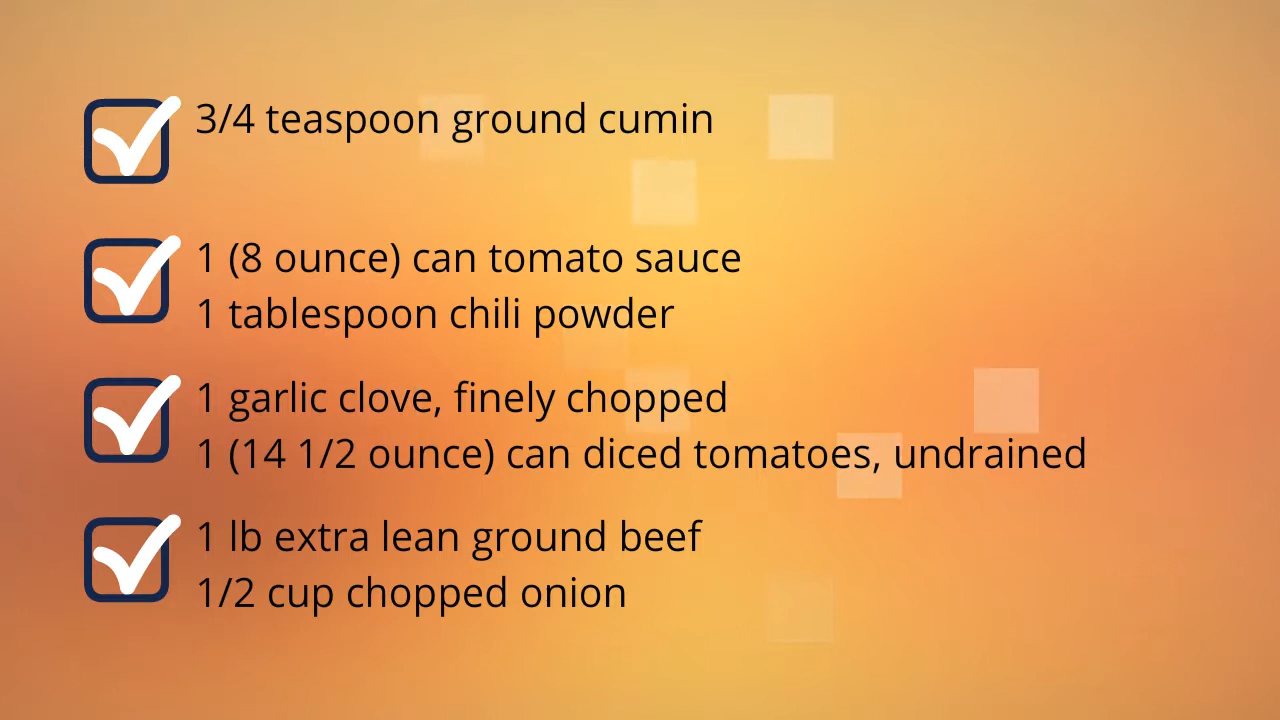 3/4 teaspoon ground cumin
1 (8 ounce) can tomato sauce
1 tablespoon chili powder
1 garlic clove, finely chopped
1 (14 1/2 ounce) can diced tomatoes, undrained
1 lb extra lean ground beef
1/2 cup chopped onion